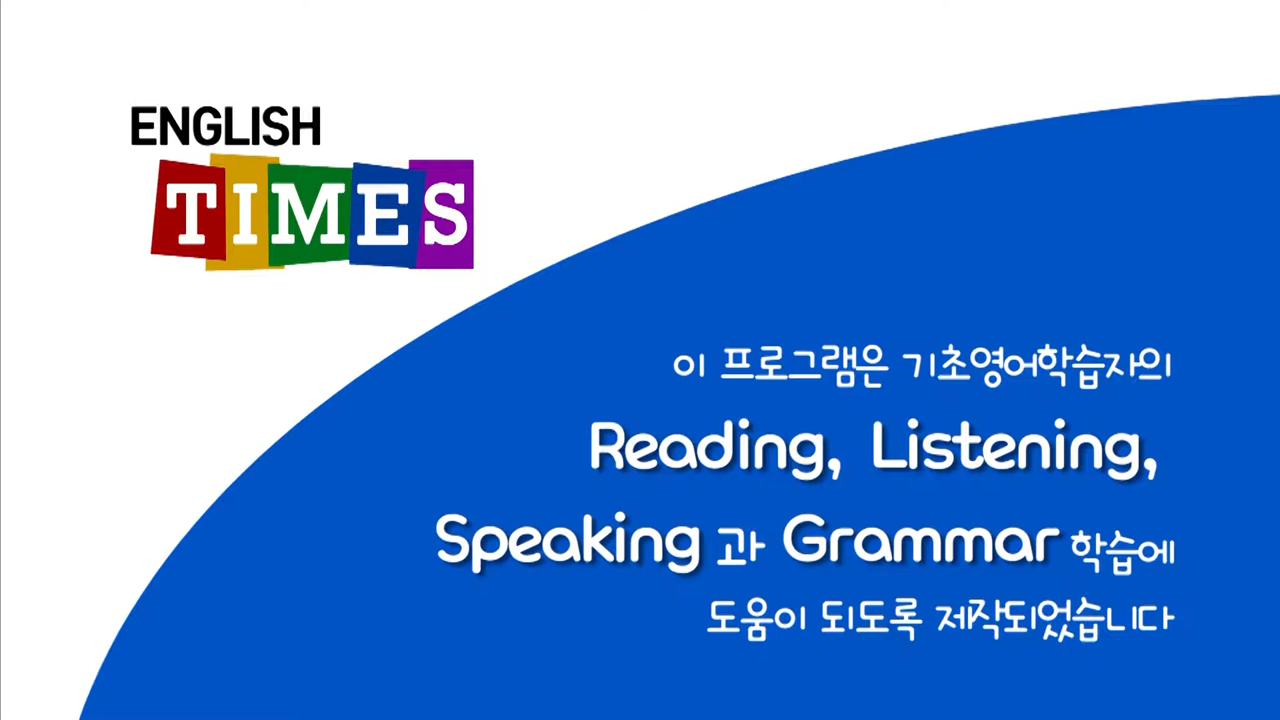 ENGLISH
TIMES
이 프로그램은 기초영어학습자의
Reading, Listening,
Speaking 과 Grammar 학습에
도움이 되도록 제작되었습니다